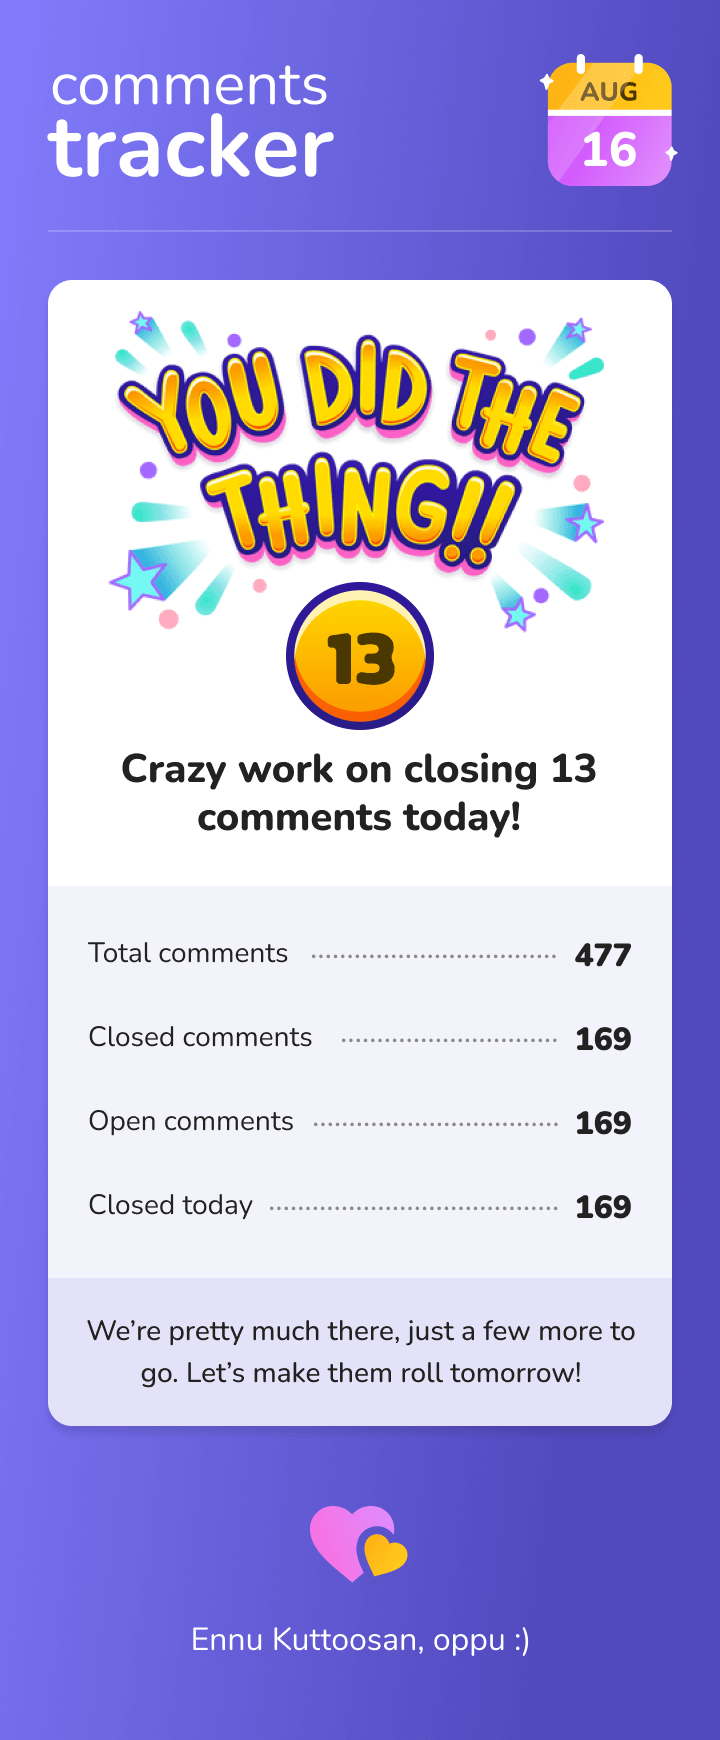 comments
tracker
AUG
16
YOU DID THE
THING!!
13
Crazy work on closing 13
comments today!
Total comments 477
Closed comments 169
Open comments 169
Closed today 169
We’re pretty much there, just a few more to
go. Let’s make them roll tomorrow!
Ennu Kuttoosan, oppu :)